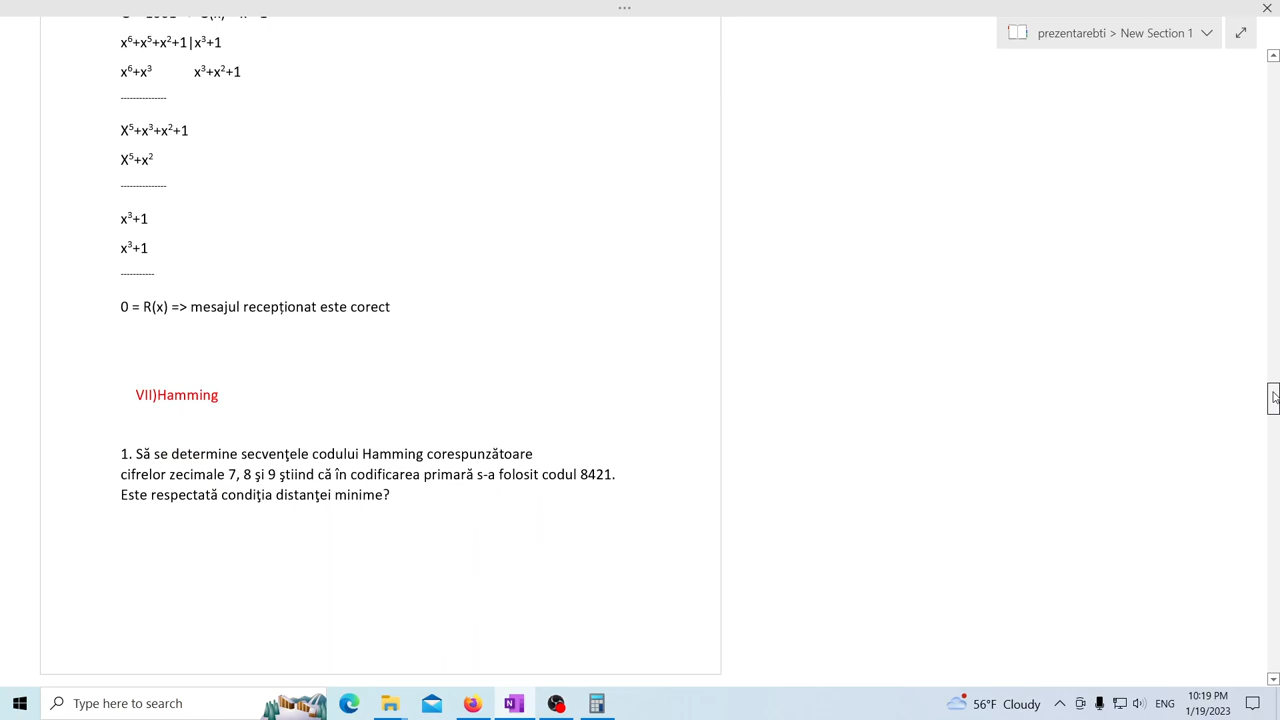 prezentarebti > New Section 1
x⁶+x⁵+x²+1|x³+1
x⁶+x³ x³+x²+1
---------------
X⁵+x³+x²+1
X⁵+x²
---------------
x³+1
x³+1
-----------
0 = R(x) => mesajul recepționat este corect
VII)Hamming
1. Să se determine secvenţele codului Hamming corespunzătoare
cifrelor zecimale 7, 8 şi 9 ştiind că în codificarea primară s-a folosit codul 8421.
Este respectată condiţia distanţei minime?
Type here to search
56°F Cloudy
ENG
10:19 PM
1/19/2023